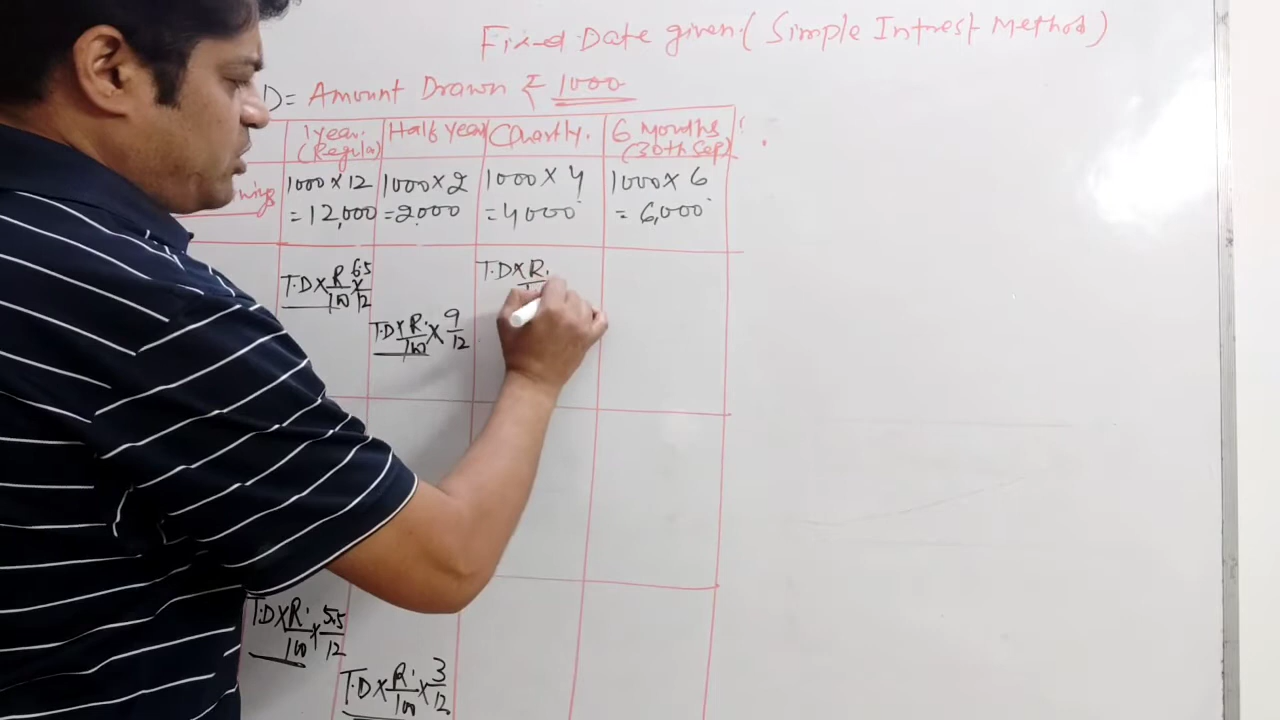 Fixed Date given (Simple Intrest Method)
D= Amount Drawn ₹ 1000
1 year. (Regula) Half Year Quartly. 6 Months (30th Sep)
1000×12 1000×2 1000×4 1000×6
=12,000 =2000 =4000 =6,000
T.D×R/100×6.5/12 T.D×R.
T.D×R./100×9/12
T.D×R./100×5.5/12
T.D×R./100×3/12